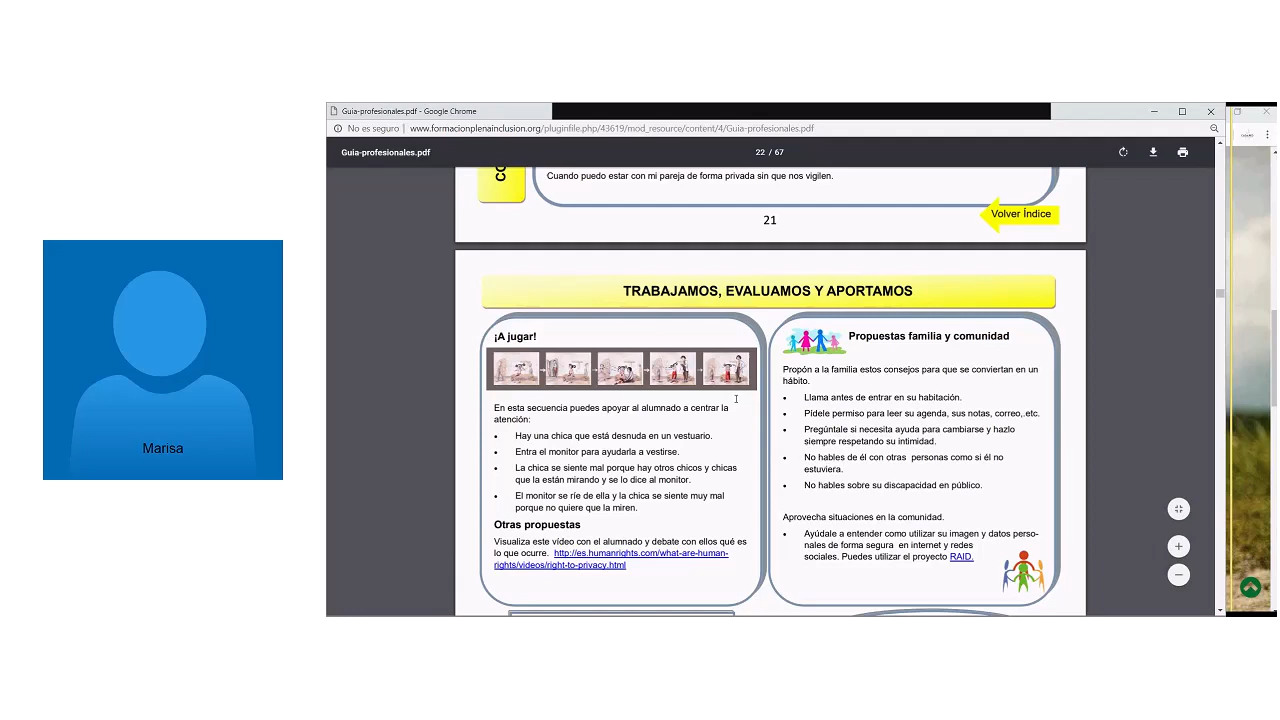 Marisa
Guia-profesionales.pdf - Google Chrome
No es seguro | www.formacionplenainclusion.org/pluginfile.php/43619/mod_resource/content/4/Guia-profesionales.pdf
Guia-profesionales.pdf
22 / 67
CO
Cuando puedo estar con mi pareja de forma privada sin que nos vigilen.
21
Volver Índice
TRABAJAMOS, EVALUAMOS Y APORTAMOS
¡A jugar!
En esta secuencia puedes apoyar al alumnado a centrar la
atención:
• Hay una chica que está desnuda en un vestuario.
• Entra el monitor para ayudarla a vestirse.
• La chica se siente mal porque hay otros chicos y chicas
que la están mirando y se lo dice al monitor.
• El monitor se ríe de ella y la chica se siente muy mal
porque no quiere que la miren.
Otras propuestas
Visualiza este vídeo con el alumnado y debate con ellos qué es
lo que ocurre. http://es.humanrights.com/what-are-human-
rights/videos/right-to-privacy.html
Propuestas familia y comunidad
Propón a la familia estos consejos para que se conviertan en un
hábito.
• Llama antes de entrar en su habitación.
• Pídele permiso para leer su agenda, sus notas, correo,.etc.
• Pregúntale si necesita ayuda para cambiarse y hazlo
siempre respetando su intimidad.
• No hables de él con otras personas como si él no
estuviera.
• No hables sobre su discapacidad en público.
Aprovecha situaciones en la comunidad.
• Ayúdale a entender como utilizar su imagen y datos perso-
nales de forma segura en internet y redes
sociales. Puedes utilizar el proyecto RAID.